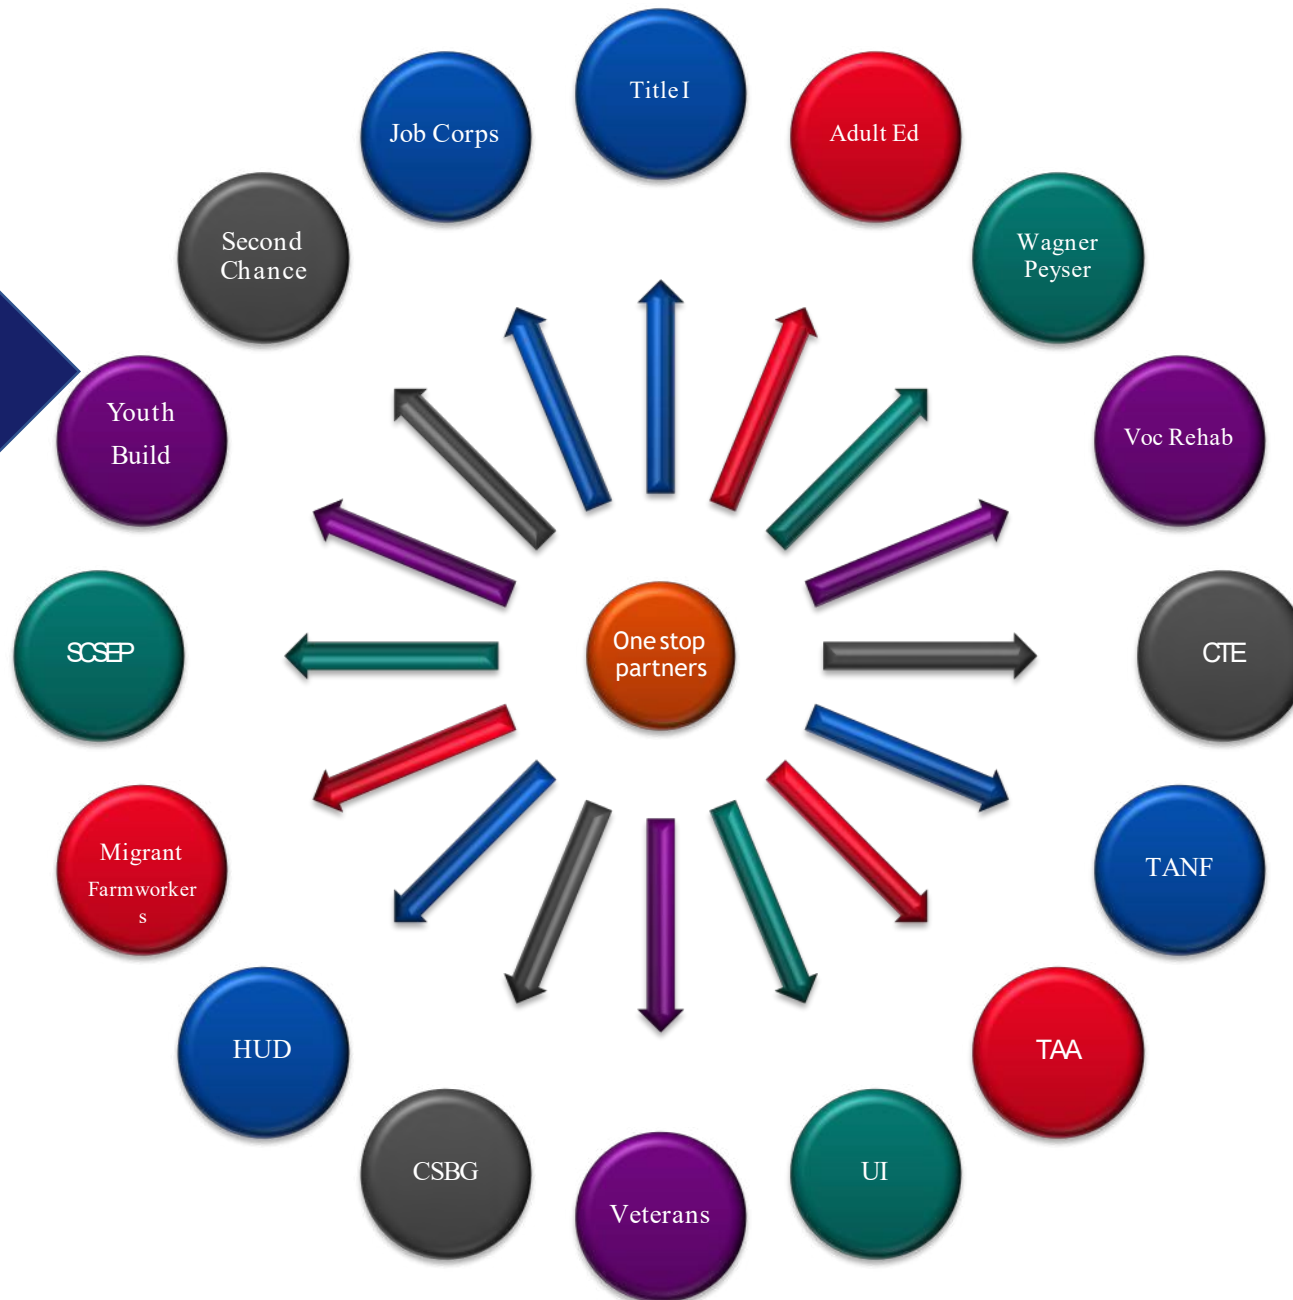 Title I
Adult Ed
Wagner
Peyser
Voc Rehab
CTE
TANF
TAA
UI
Veterans
CSBG
HUD
Migrant
Farmworker
s
SCSEP
Youth
Build
Second
Chance
Job Corps
One stop
partners